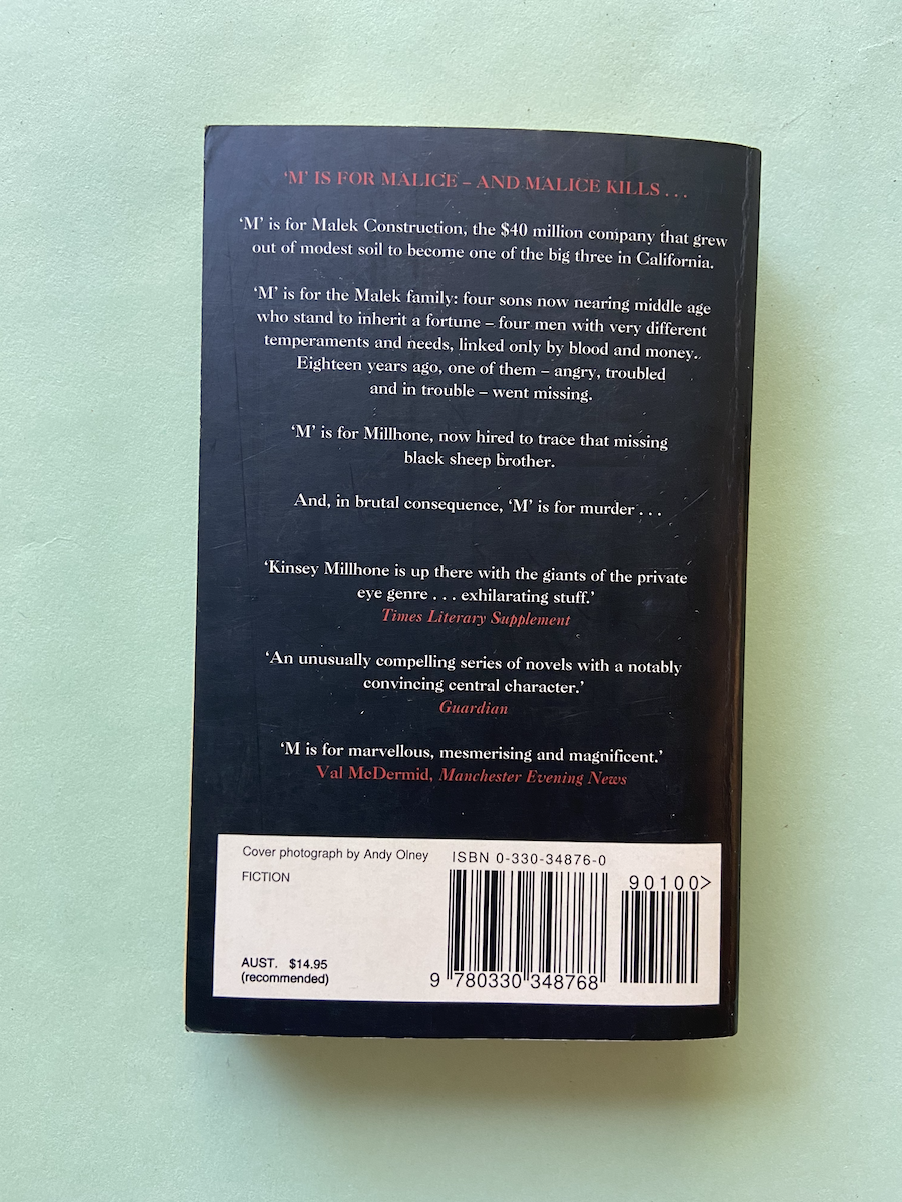 ‘M’ IS FOR MALICE – AND MALICE KILLS . . .
‘M’ is for Malek Construction, the $40 million company that grew
out of modest soil to become one of the big three in California.
‘M’ is for the Malek family: four sons now nearing middle age
who stand to inherit a fortune – four men with very different
temperaments and needs, linked only by blood and money.
Eighteen years ago, one of them – angry, troubled
and in trouble – went missing.
‘M’ is for Millhone, now hired to trace that missing
black sheep brother.
And, in brutal consequence, ‘M’ is for murder . . .
‘Kinsey Millhone is up there with the giants of the private
eye genre . . . exhilarating stuff.’
Times Literary Supplement
‘An unusually compelling series of novels with a notably
convincing central character.’
Guardian
‘M is for marvellous, mesmerising and magnificent.’
Val McDermid, Manchester Evening News
Cover photograph by Andy Olney
FICTION
AUST. $14.95
(recommended)
ISBN 0-330-34876-0
90100>
9 780330 348768